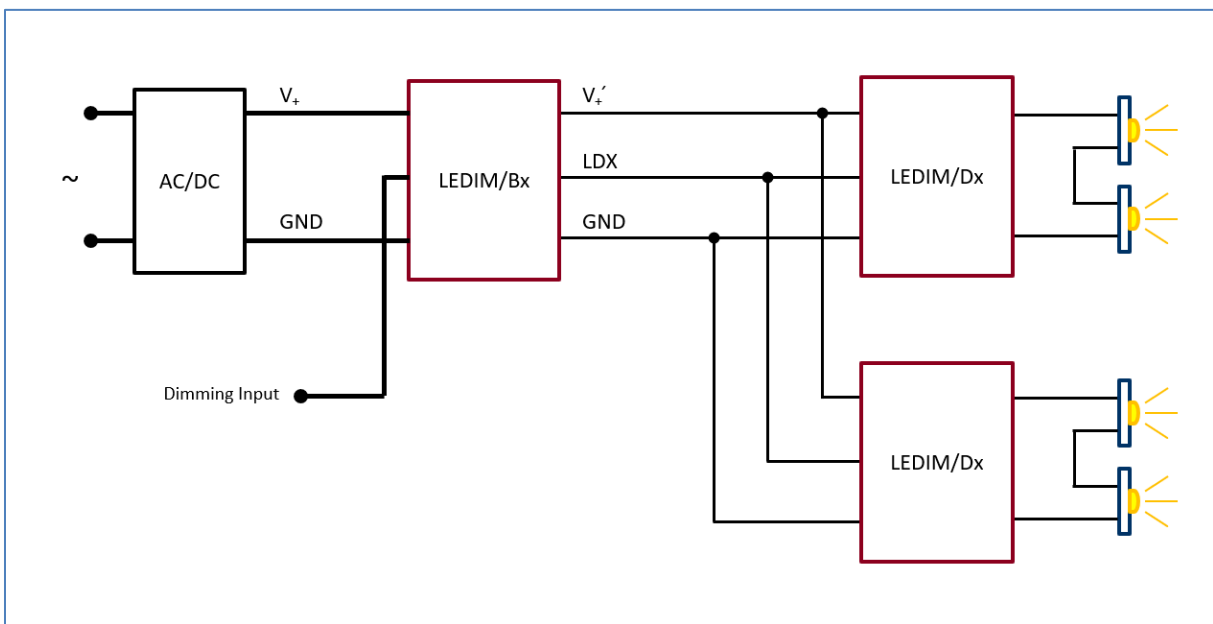 V₊
V₊´
~
AC/DC
LEDIM/Bx
LDX
LEDIM/Dx
GND
GND
Dimming Input
LEDIM/Dx